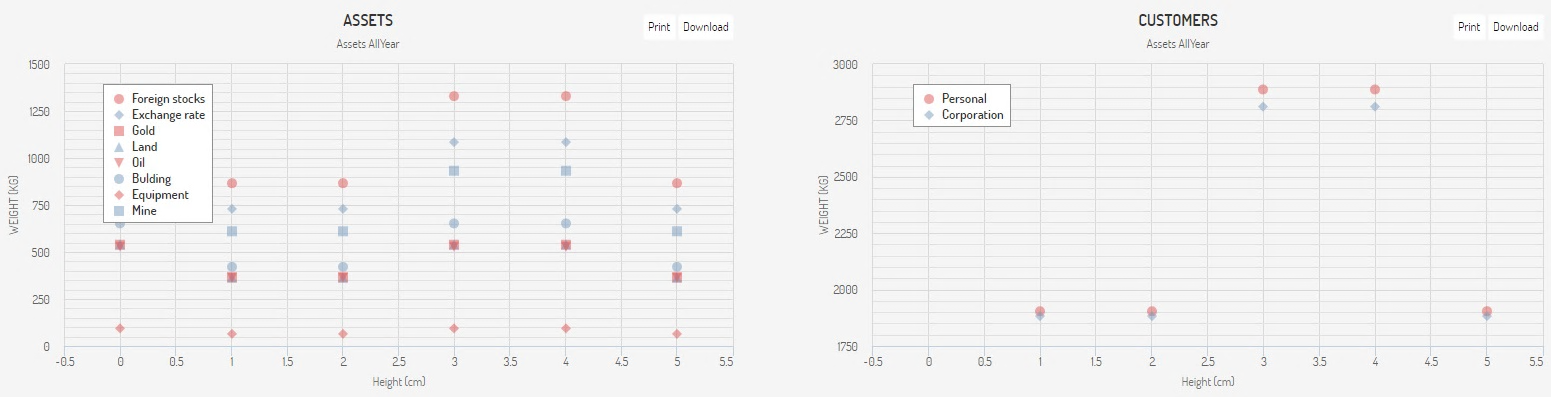 ASSETS
Assets AllYear
Print Download
1500
1250
1000
750
500
250
0
WEIGHT (KG)
Foreign stocks
Exchange rate
Gold
Land
Oil
Bulding
Equipment
Mine
-0.5 0 0.5 1 1.5 2 2.5 3 3.5 4 4.5 5 5.5
Height (cm)
CUSTOMERS
Assets AllYear
Print Download
3000
2750
2500
2250
2000
1750
WEIGHT (KG)
Personal
Corporation
-0.5 0 0.5 1 1.5 2 2.5 3 3.5 4 4.5 5 5.5
Height (cm)